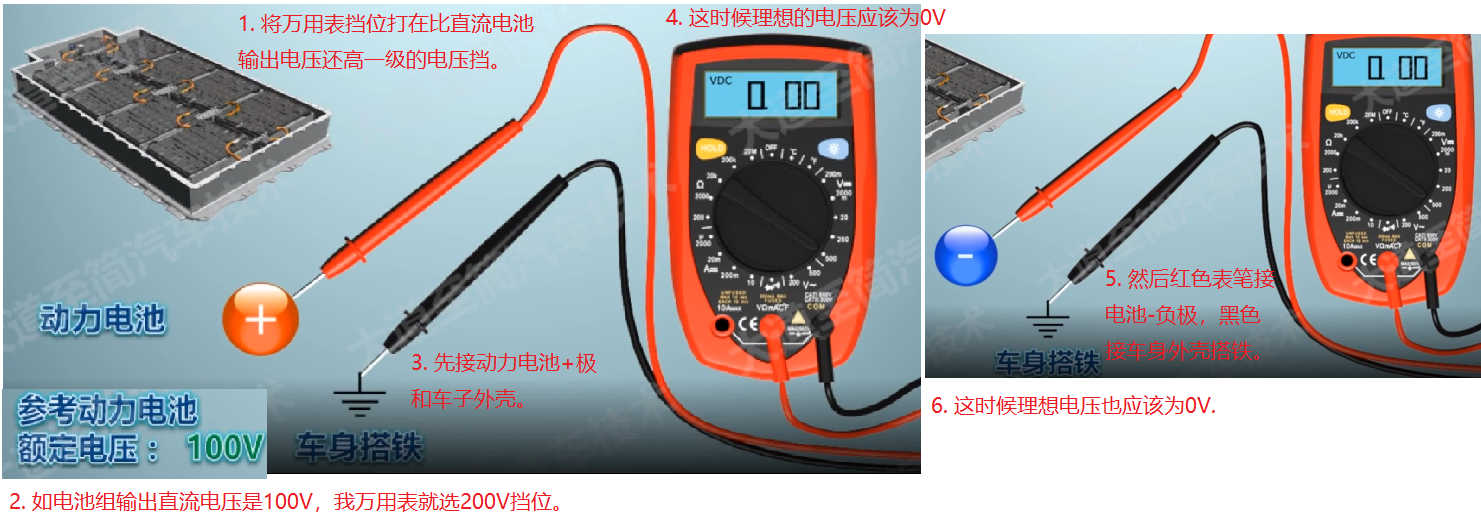 1. 将万用表挡位打在比直流电池
输出电压还高一级的电压挡。
4. 这时候理想的电压应该为0V
VDC
0.00
HOLD
OFF
动力电池
3. 先接动力电池+极
和车子外壳。
车身搭铁
参考动力电池
额定电压： 100V
2. 如电池组输出直流电压是100V，我万用表就选200V挡位。
VDC
0.00
HOLD
OFF
5. 然后红色表笔接
电池-负极，黑色
接车身外壳搭铁。
车身搭铁
6. 这时候理想电压也应该为0V.